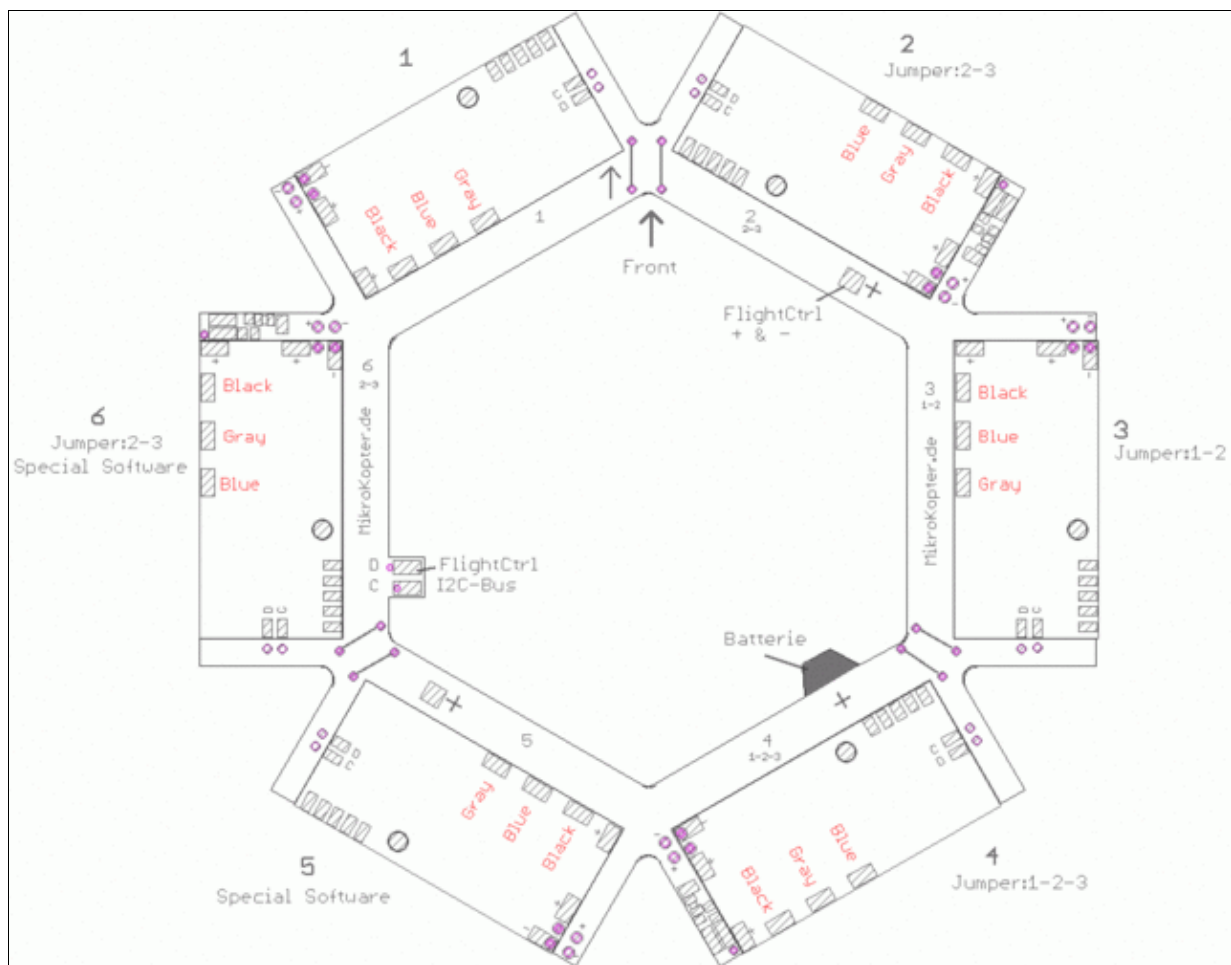 1
2
Jumper:2-3
Blue
Gray
Black
Gray
Blue
Black
D
C
D
C
1
2
2-3
Front
FlightCtrl
+ & -
6
2-3
MikroKopter.de
3
1-2
MikroKopter.de
Black
Gray
Blue
6
Jumper:2-3
Special Software
Black
Blue
Gray
3
Jumper:1-2
D
C
FlightCtrl
I2C-Bus
D
C
D
C
Batterie
5
4
1-2-3
D
C
D
C
Gray
Blue
Black
Blue
Gray
Black
5
Special Software
4
Jumper:1-2-3